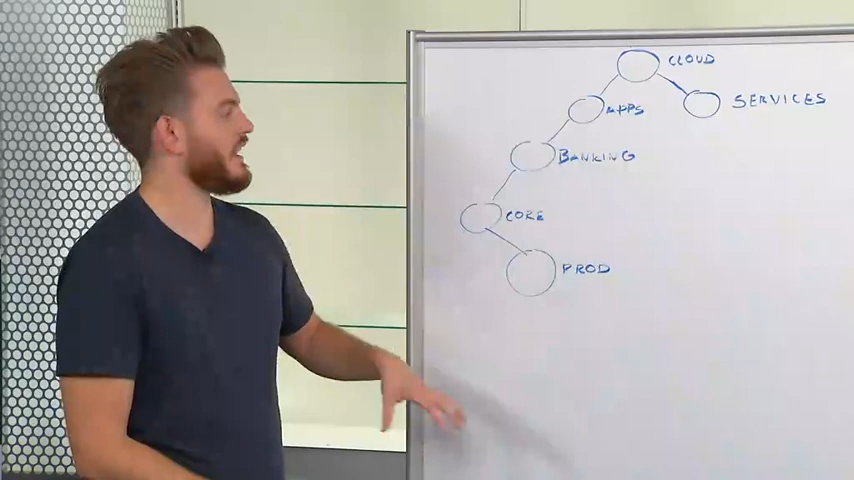 CLOUD
SERVICES
APPS
BANKING
CORE
PROD